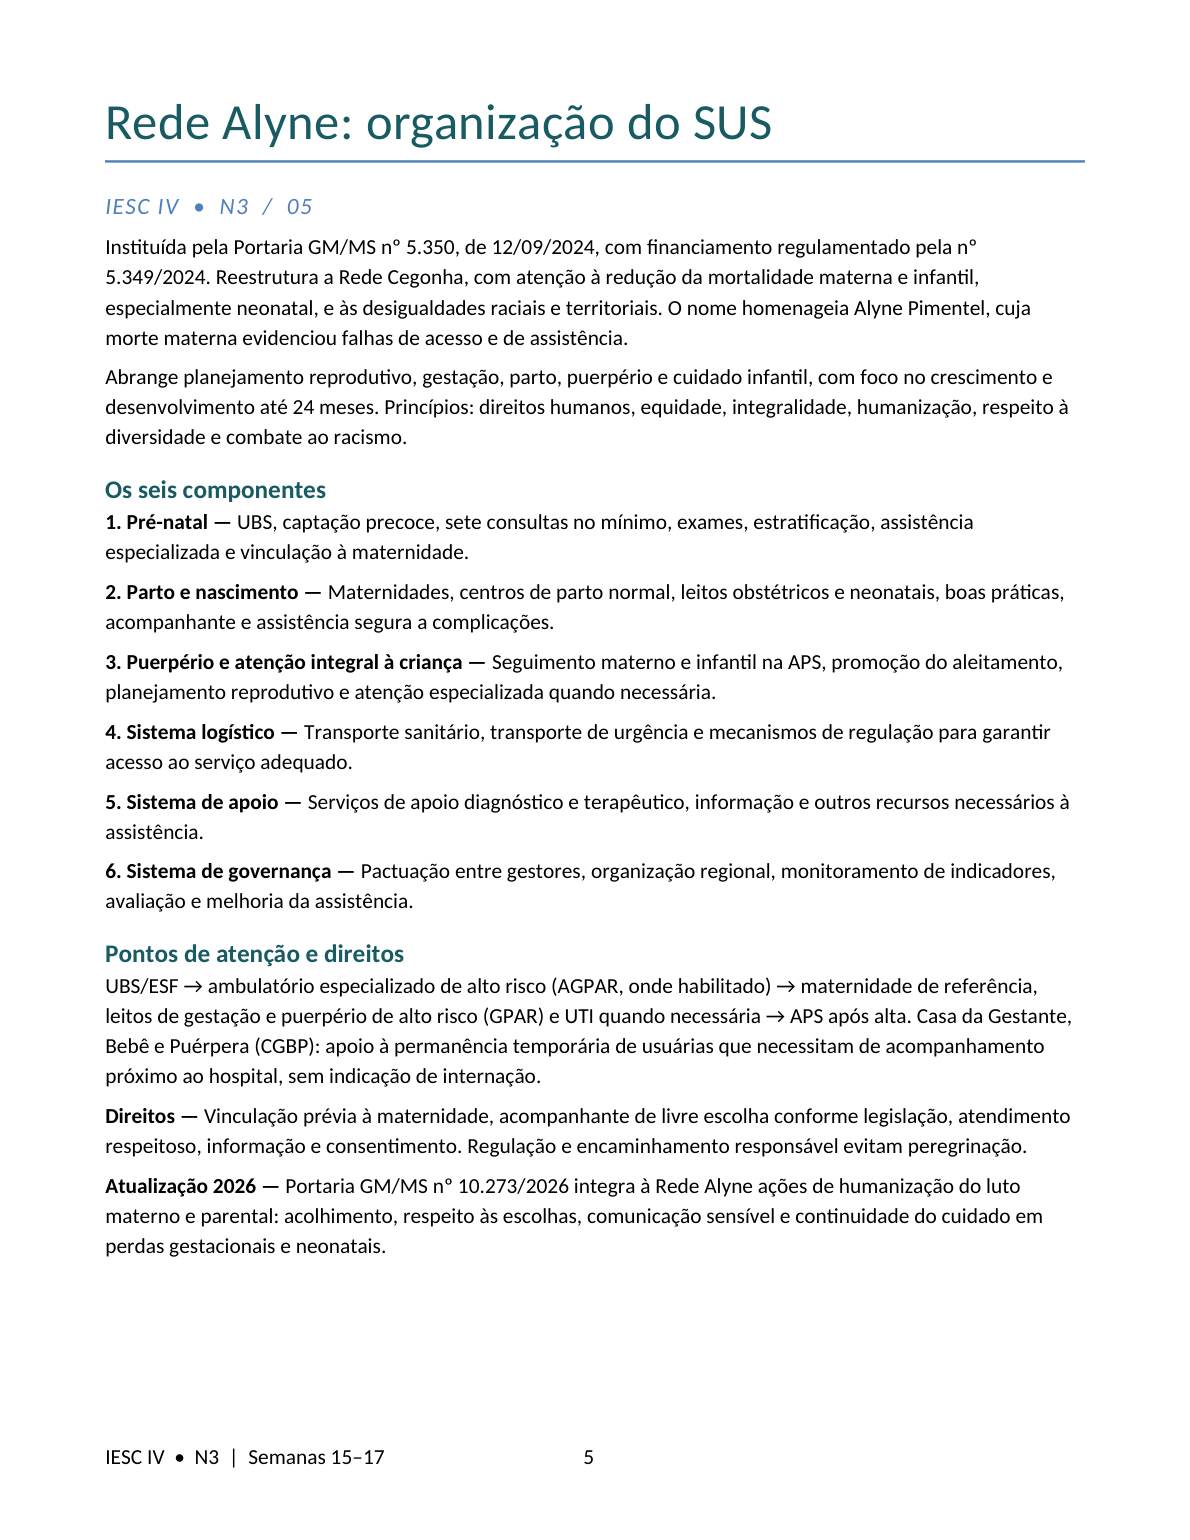 Rede Alyne: organização do SUS
IESC IV • N3 / 05
Instituída pela Portaria GM/MS nº 5.350, de 12/09/2024, com financiamento regulamentado pela nº
5.349/2024. Reestrutura a Rede Cegonha, com atenção à redução da mortalidade materna e infantil,
especialmente neonatal, e às desigualdades raciais e territoriais. O nome homenageia Alyne Pimentel, cuja
morte materna evidenciou falhas de acesso e de assistência.
Abrange planejamento reprodutivo, gestação, parto, puerpério e cuidado infantil, com foco no crescimento e
desenvolvimento até 24 meses. Princípios: direitos humanos, equidade, integralidade, humanização, respeito à
diversidade e combate ao racismo.
Os seis componentes
1. Pré-natal — UBS, captação precoce, sete consultas no mínimo, exames, estratificação, assistência
especializada e vinculação à maternidade.
2. Parto e nascimento — Maternidades, centros de parto normal, leitos obstétricos e neonatais, boas práticas,
acompanhante e assistência segura a complicações.
3. Puerpério e atenção integral à criança — Seguimento materno e infantil na APS, promoção do aleitamento,
planejamento reprodutivo e atenção especializada quando necessária.
4. Sistema logístico — Transporte sanitário, transporte de urgência e mecanismos de regulação para garantir
acesso ao serviço adequado.
5. Sistema de apoio — Serviços de apoio diagnóstico e terapêutico, informação e outros recursos necessários à
assistência.
6. Sistema de governança — Pactuação entre gestores, organização regional, monitoramento de indicadores,
avaliação e melhoria da assistência.
Pontos de atenção e direitos
UBS/ESF → ambulatório especializado de alto risco (AGPAR, onde habilitado) → maternidade de referência,
leitos de gestação e puerpério de alto risco (GPAR) e UTI quando necessária → APS após alta. Casa da Gestante,
Bebê e Puérpera (CGBP): apoio à permanência temporária de usuárias que necessitam de acompanhamento
próximo ao hospital, sem indicação de internação.
Direitos — Vinculação prévia à maternidade, acompanhante de livre escolha conforme legislação, atendimento
respeitoso, informação e consentimento. Regulação e encaminhamento responsável evitam peregrinação.
Atualização 2026 — Portaria GM/MS nº 10.273/2026 integra à Rede Alyne ações de humanização do luto
materno e parental: acolhimento, respeito às escolhas, comunicação sensível e continuidade do cuidado em
perdas gestacionais e neonatais.
IESC IV • N3 | Semanas 15–17 5